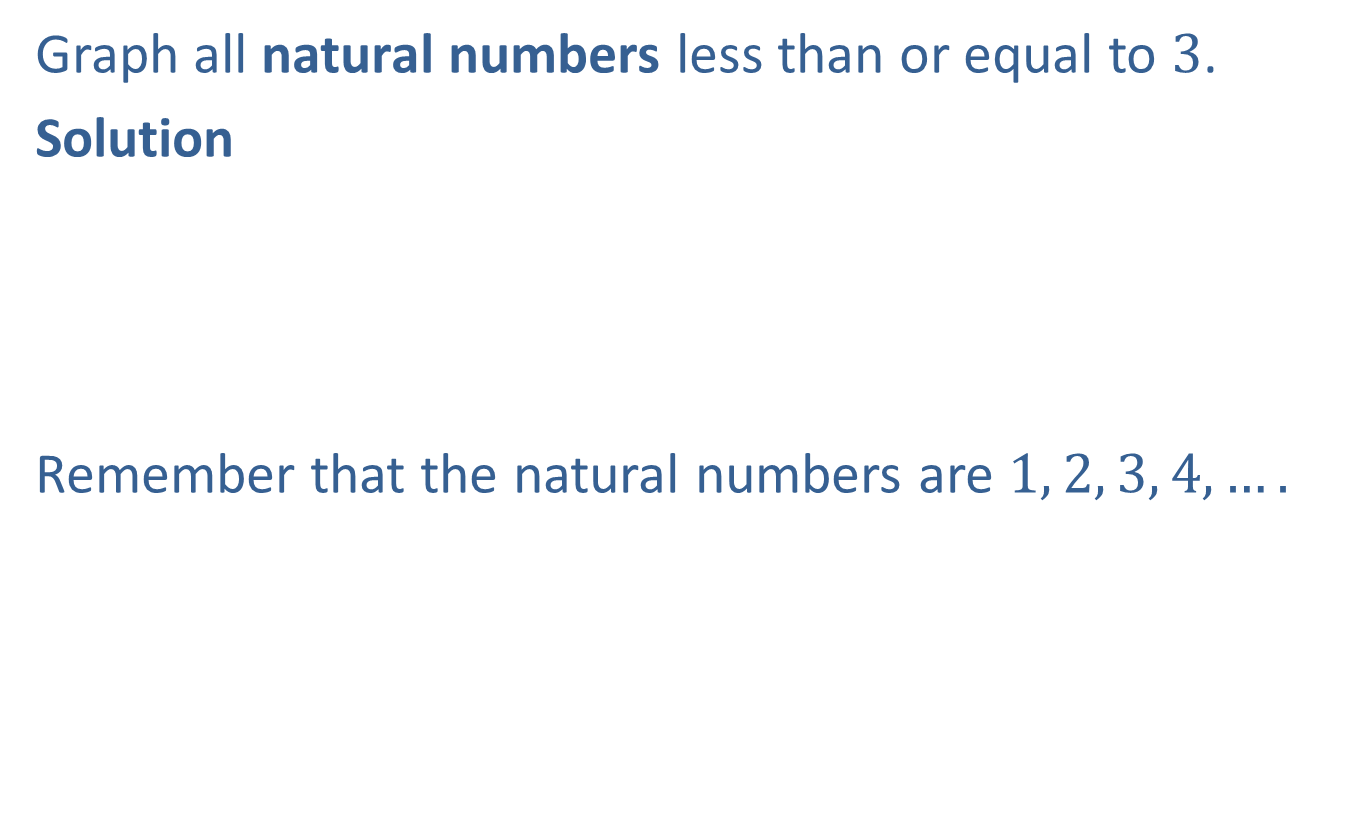 Graph all natural numbers less than or equal to 3.
Solution
Remember that the natural numbers are 1, 2, 3, 4, … .